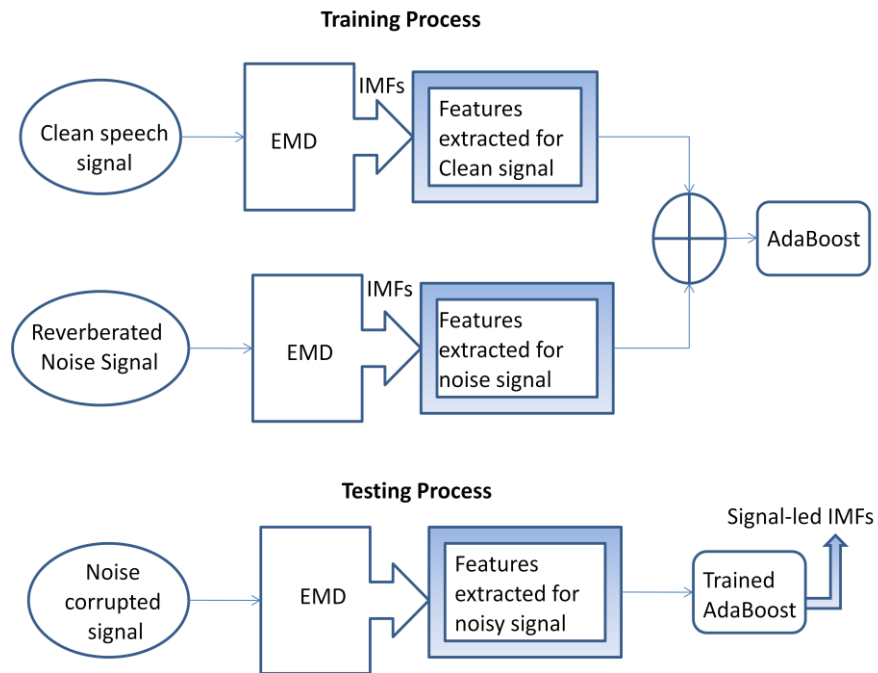 Training Process
IMFs
Clean speech
signal
EMD
Features
extracted for
Clean signal
AdaBoost
IMFs
Reverberated
Noise Signal
EMD
Features
extracted for
noise signal
Testing Process
Signal-led IMFs
Noise
corrupted
signal
EMD
Features
extracted for
noisy signal
Trained
AdaBoost